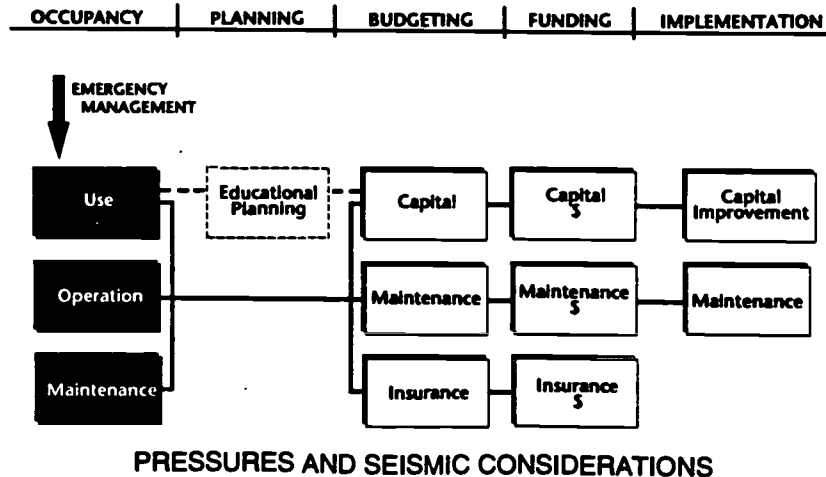 OCCUPANCY PLANNING BUDGETING FUNDING IMPLEMENTATION
EMERGENCY
MANAGEMENT
Use
Educational
Planning
Capital
Capital
$
Capital
Improvement
Operation
Maintenance
Maintenance
$
Maintenance
Maintenance
Insurance
Insurance
$
PRESSURES AND SEISMIC CONSIDERATIONS